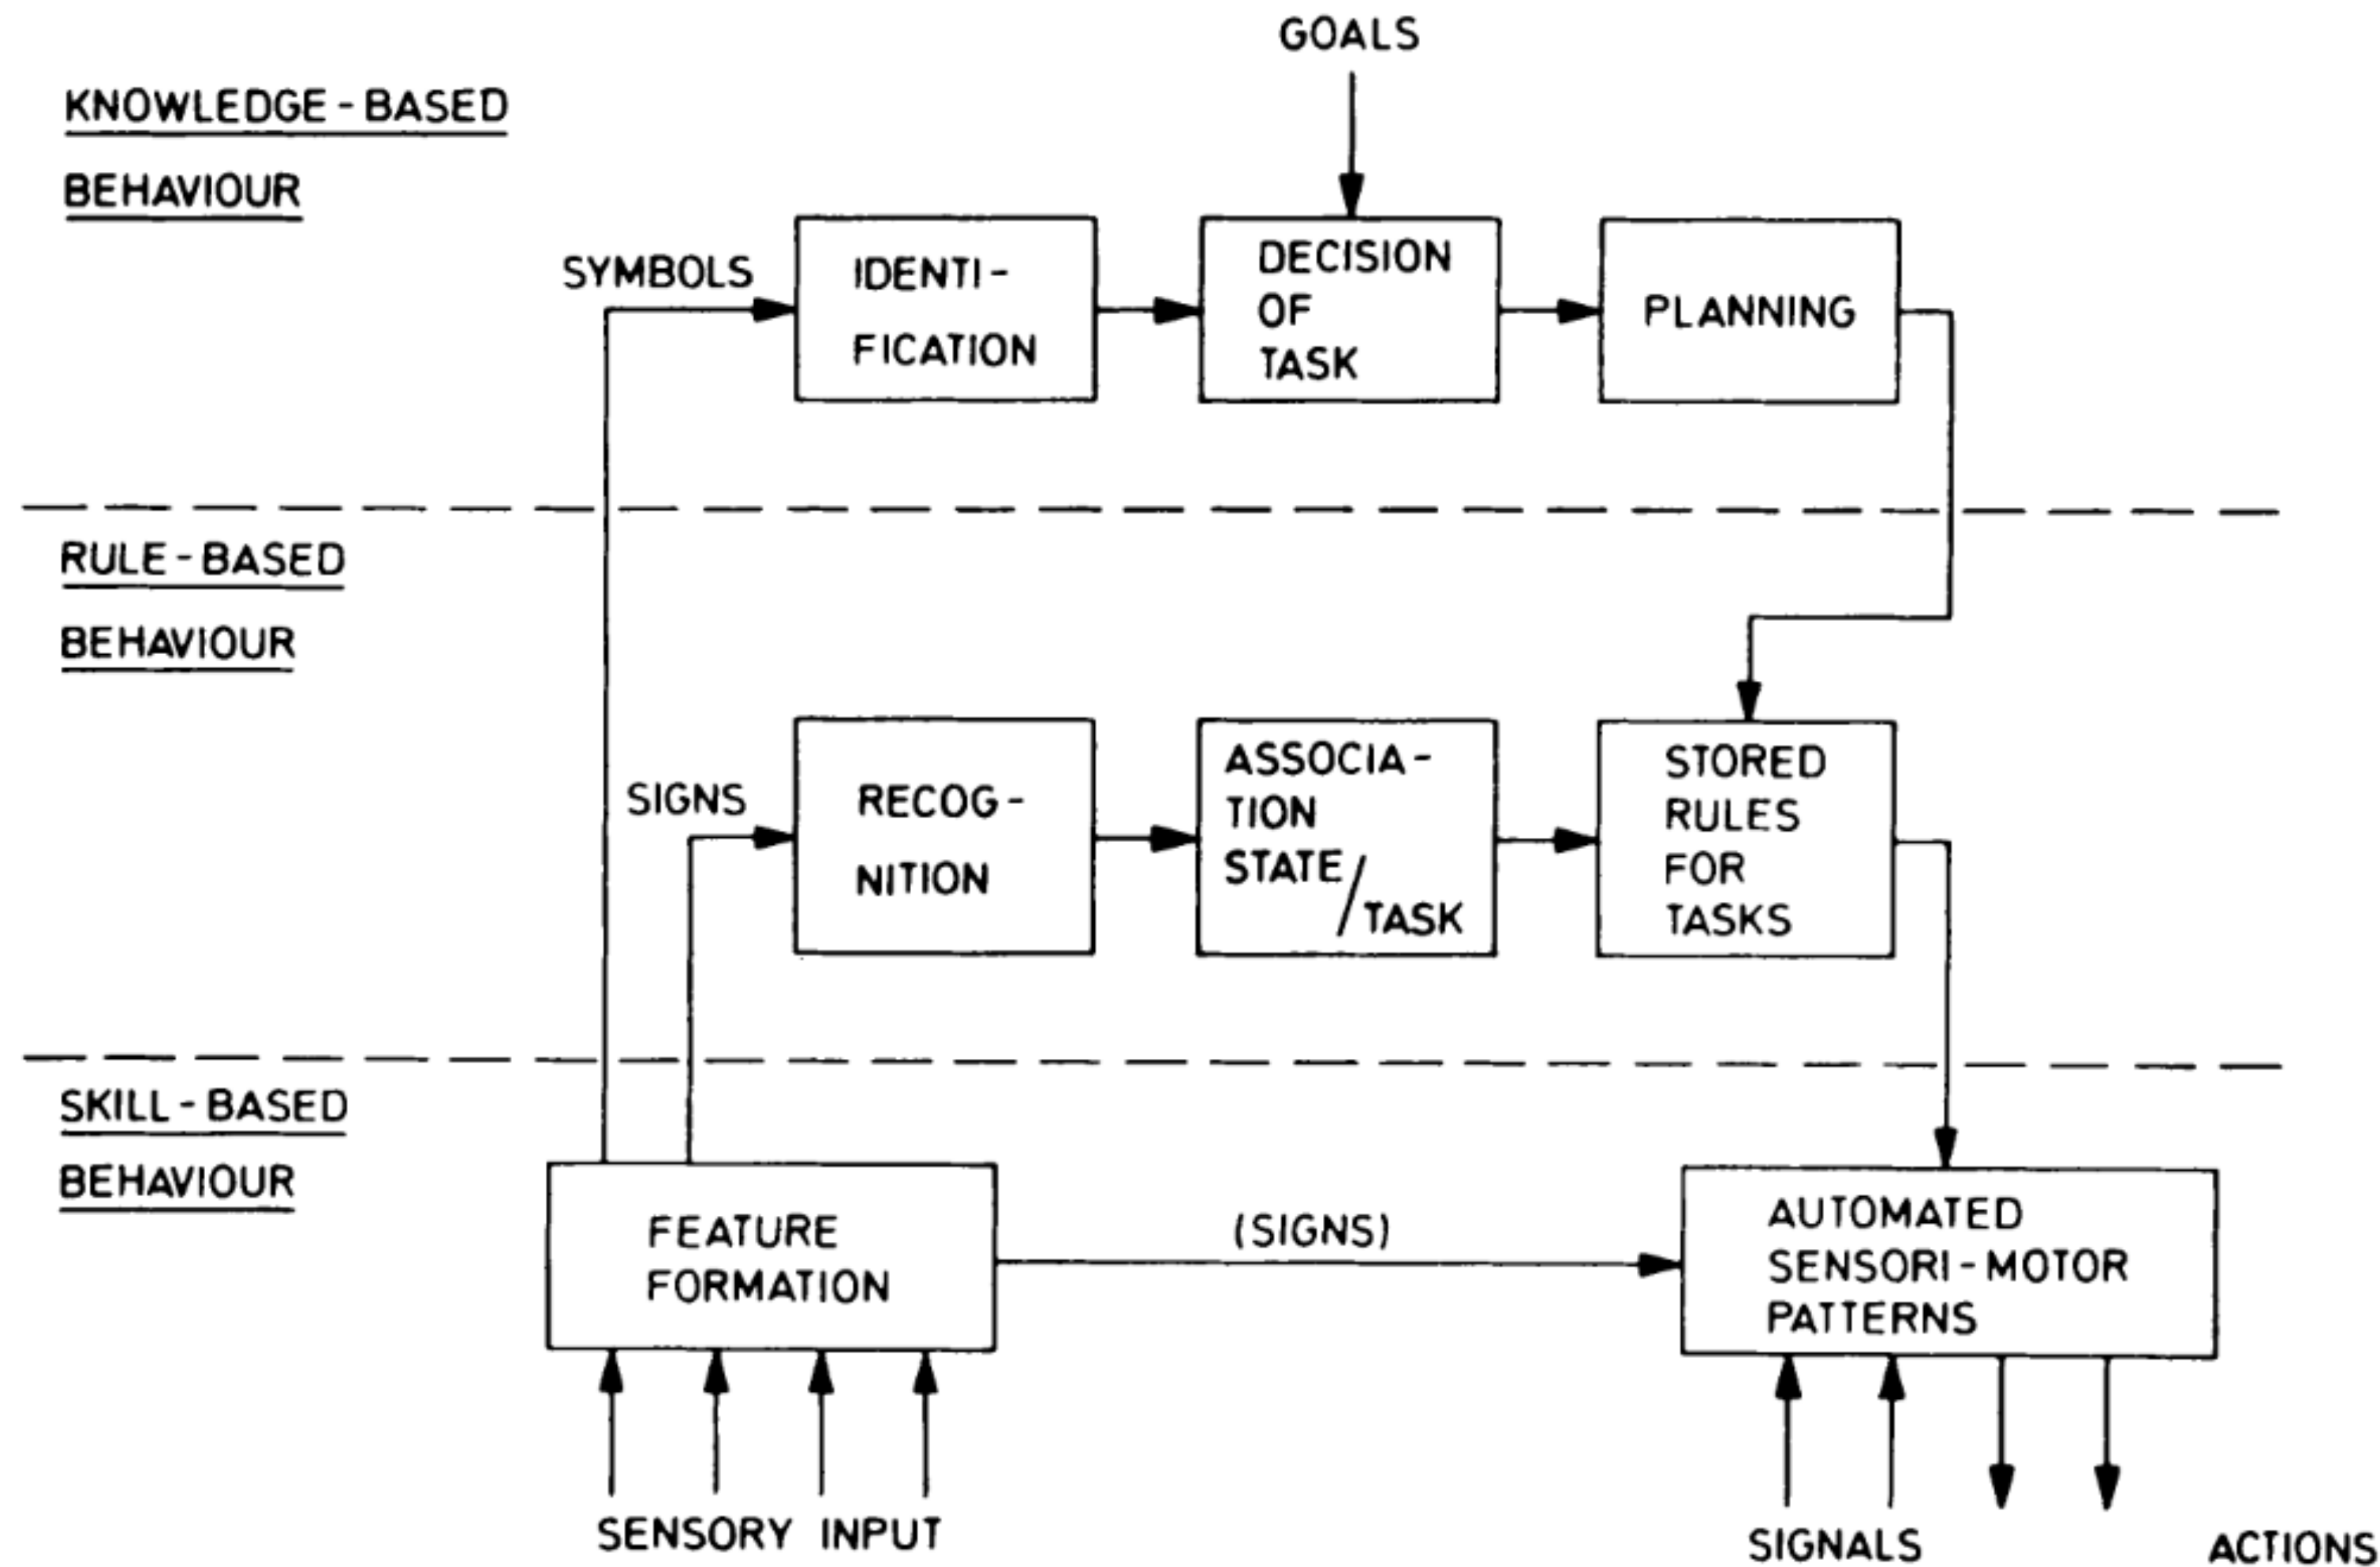 GOALS
KNOWLEDGE-BASED
BEHAVIOUR
SYMBOLS
IDENTI-
FICATION
DECISION
OF
TASK
PLANNING
RULE-BASED
BEHAVIOUR
SIGNS
RECOG-
NITION
ASSOCIA-
TION
STATE/
TASK
STORED
RULES
FOR
TASKS
SKILL-BASED
BEHAVIOUR
FEATURE
FORMATION
(SIGNS)
AUTOMATED
SENSORI-MOTOR
PATTERNS
SENSORY INPUT
SIGNALS
ACTIONS